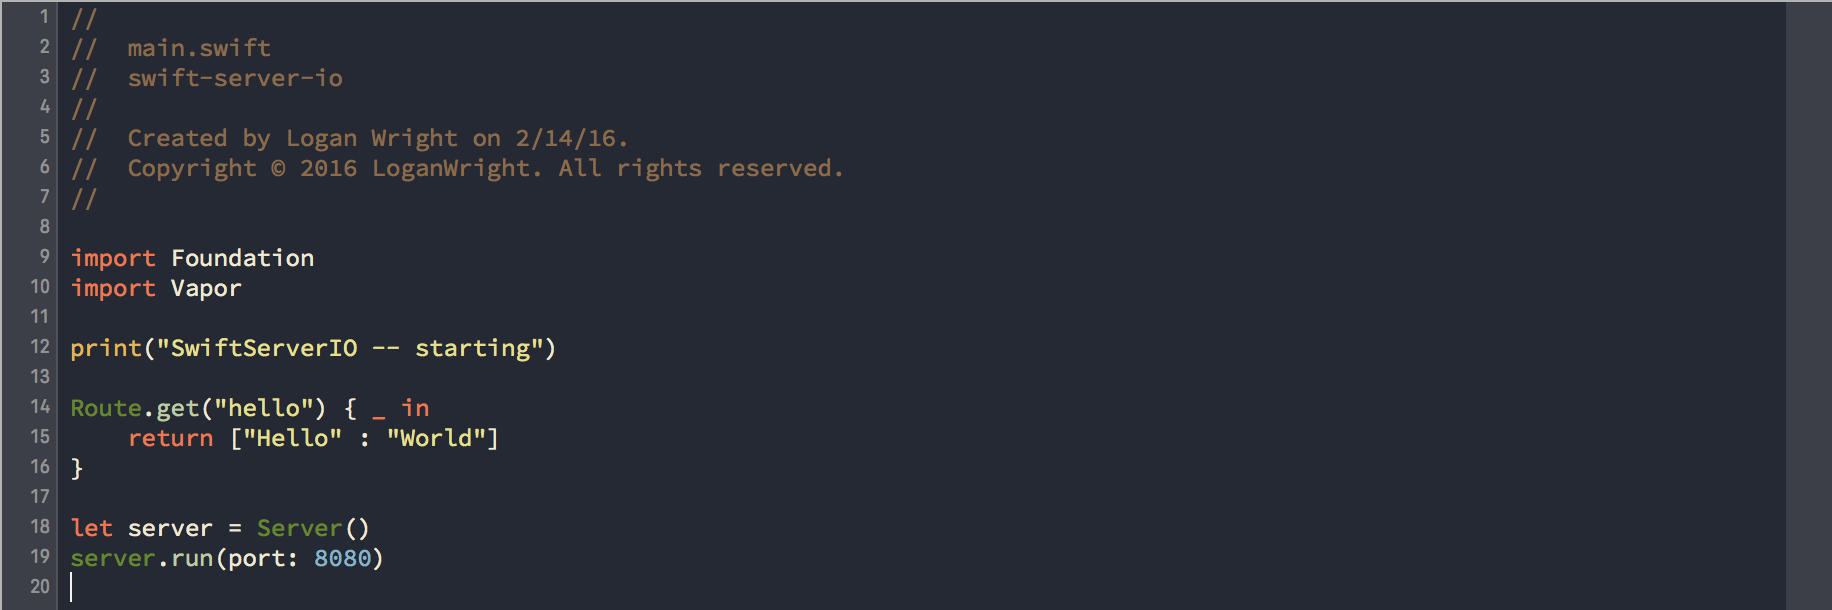 1 //
2 //  main.swift
3 //  swift-server-io
4 //
5 //  Created by Logan Wright on 2/14/16.
6 //  Copyright © 2016 LoganWright. All rights reserved.
7 //
8
9 import Foundation
10 import Vapor
11
12 print("SwiftServerIO -- starting")
13
14 Route.get("hello") { _ in
15     return ["Hello" : "World"]
16 }
17
18 let server = Server()
19 server.run(port: 8080)
20